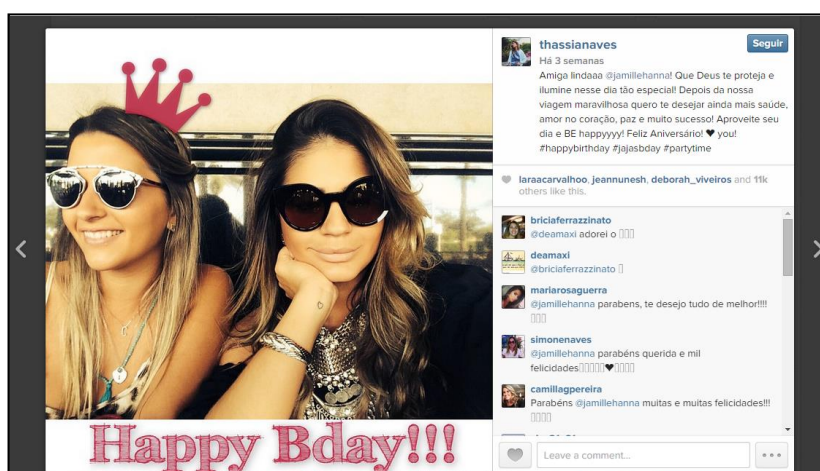 thassianaves
Seguir
Há 3 semanas
Amiga lindaaa @jamillehanna! Que Deus te proteja e
ilumine nesse dia tão especial! Depois da nossa
viagem maravilhosa quero te desejar ainda mais saúde,
amor no coração, paz e muito sucesso! Aproveite seu
dia e BE happyyyy! Feliz Aniversário! ♥ you!
#happybirthday #jajasbday #partytime
laraacarvalhoo, jeannunesh, deborah_viveiros and 11k
others like this.
briciaferrazzinato
@deamaxi adorei o
deamaxi
@briciaferrazzinato
mariarosaguerra
@jamillehanna parabens, te desejo tudo de melhor!!!!
simonenaves
@jamillehanna parabéns querida e mil
felicidades♥
camillagpereira
Parabéns @jamillehanna muitas e muitas felicidades!!!
Leave a comment...
Happy Bday!!!